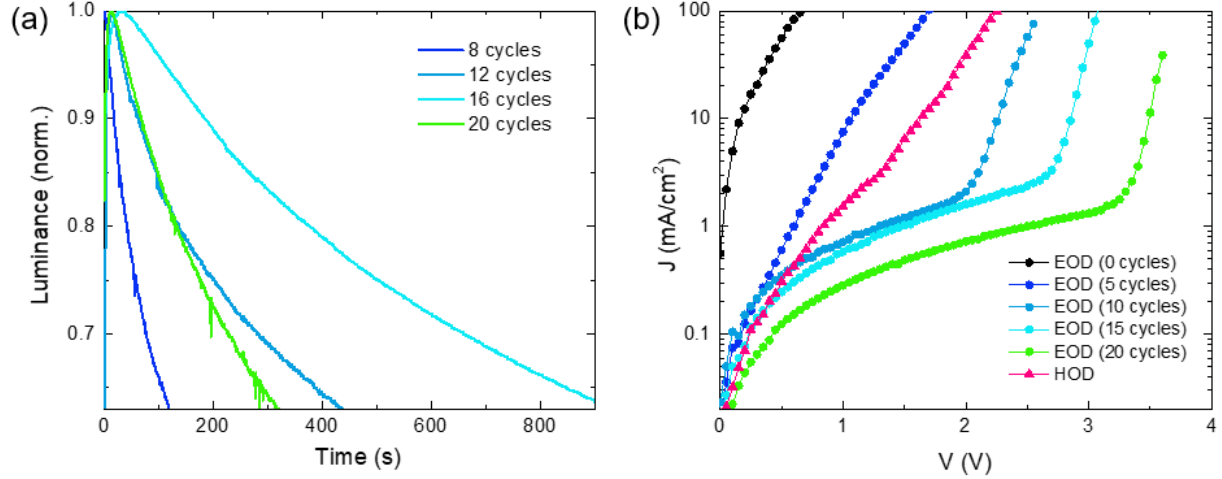 (a)
1.0
0.9
0.8
0.7
Luminance (norm.)
8 cycles
12 cycles
16 cycles
20 cycles
0
200
400
600
800
Time (s)
(b)
100
10
1
0.1
J (mA/cm²)
EOD (0 cycles)
EOD (5 cycles)
EOD (10 cycles)
EOD (15 cycles)
EOD (20 cycles)
HOD
0
1
2
3
4
V (V)